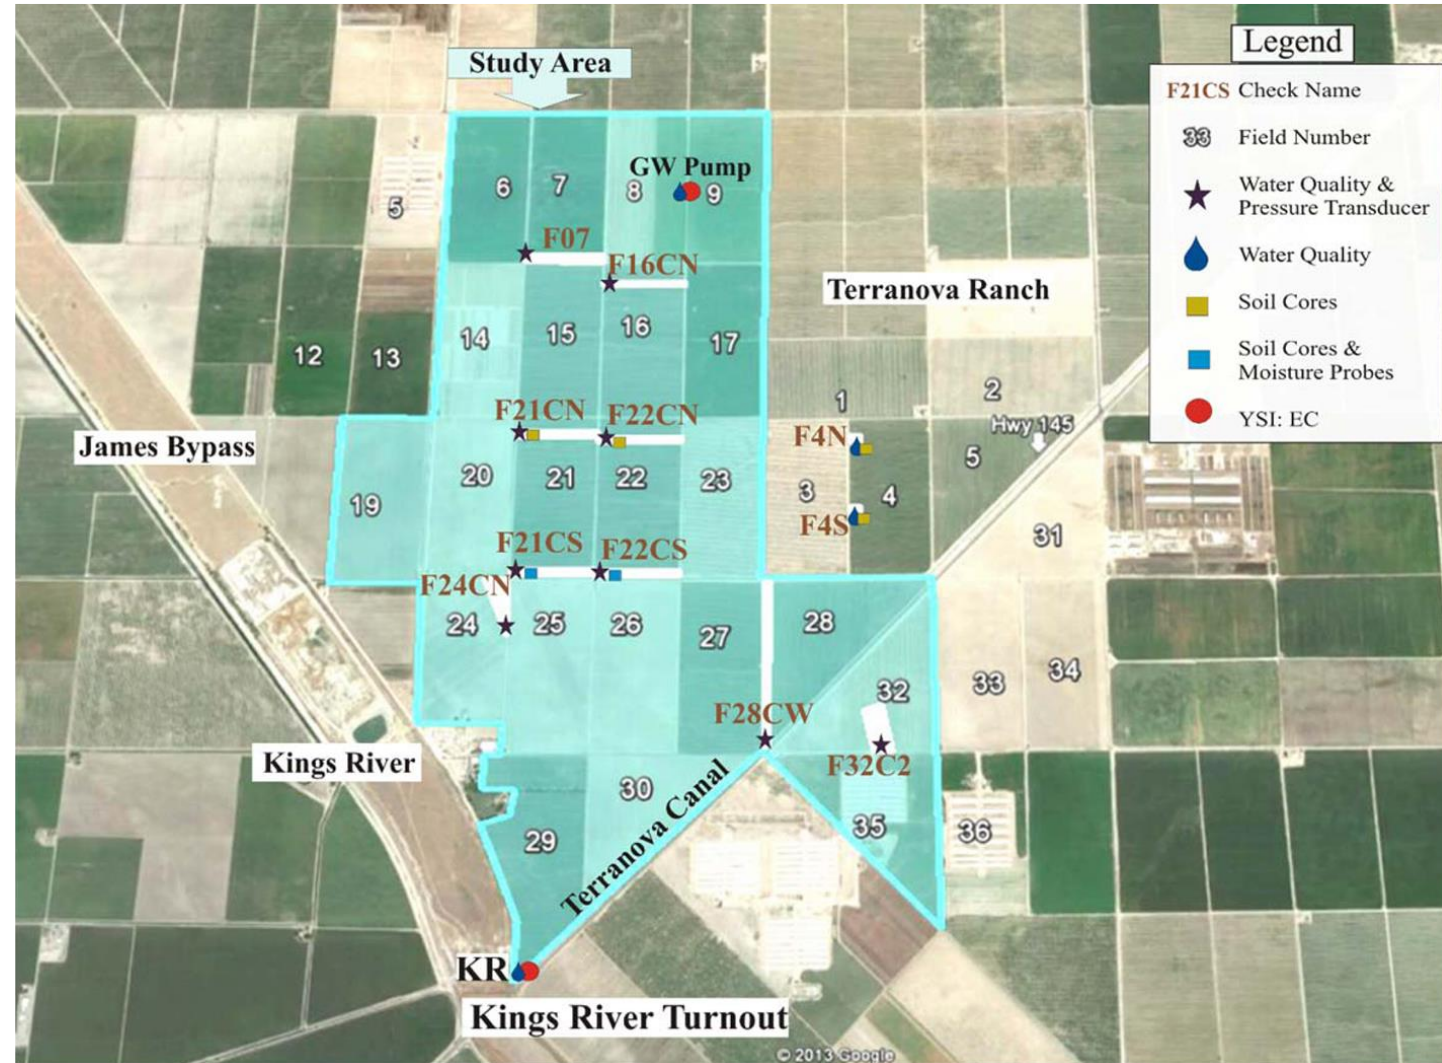 Legend
F21CS Check Name
33 Field Number
Water Quality &
Pressure Transducer
Water Quality
Soil Cores
Soil Cores &
Moisture Probes
YSI: EC
Study Area
GW Pump
6
7
8
9
5
F07
F16CN
Terranova Ranch
14
15
16
17
12
13
1
2
Hwy 145
F21CN
F22CN
F4N
James Bypass
19
20
21
22
23
3
4
5
F4S
31
F21CS
F22CS
F24CN
24
25
26
27
28
32
33
34
F28CW
F32C2
Kings River
30
29
35
36
Terranova Canal
KR
Kings River Turnout
© 2013 Google